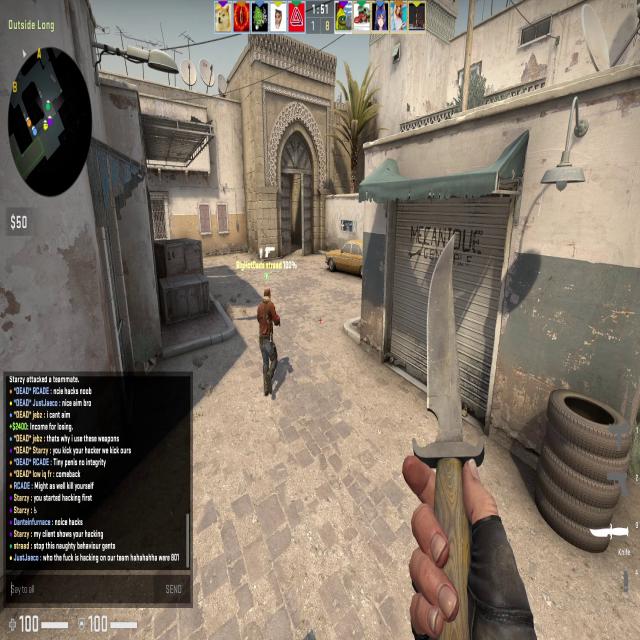 1:51
1 8
Outside Long
A
B
$50
BigHotDads stread 100%
Starzy attacked a teammate.
*DEAD* RCADE : ncie hacks noob
*DEAD* JustJaaco : nice aim bro
*DEAD* jebz : i cant aim
+$2400: Income for losing.
*DEAD* jebz : thats why i use these weapons
*DEAD* Starzy : you kick your hacker we kick ours
*DEAD* RCADE : Tiny penis no integrity
*DEAD* low iq fr : comeback
RCADE : Might as well kill yourself
Starzy : you started hacking first
Starzy :
Danteinfurnace : noice hacks
Starzy : my client shows your hacking
stread : stop this naughty behaviour gents
JustJaaco : who the fuck is hacking on our team hahahahha were 801
Say to all SEND
Knife
100 100